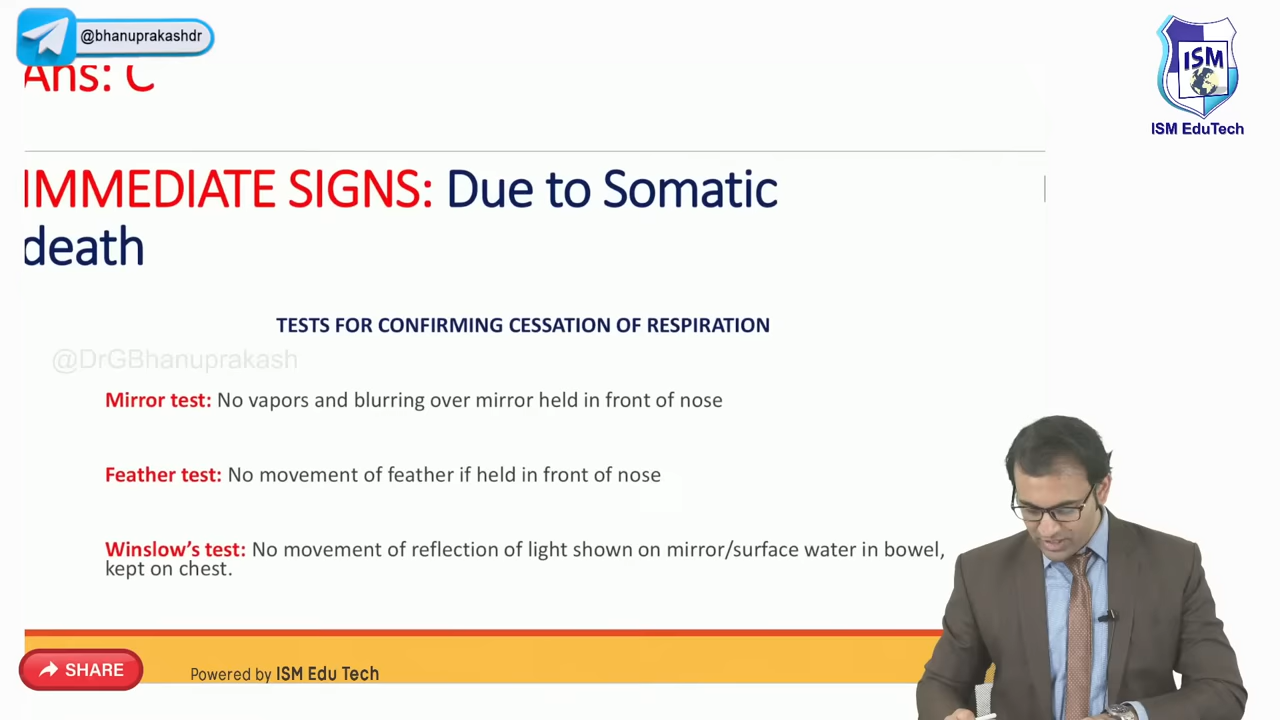 @bhanuprakashdr
ISM
ISM EduTech
Ans: C
IMMEDIATE SIGNS: Due to Somatic
death
TESTS FOR CONFIRMING CESSATION OF RESPIRATION
@DrGBhanuprakash
Mirror test: No vapors and blurring over mirror held in front of nose
Feather test: No movement of feather if held in front of nose
Winslow’s test: No movement of reflection of light shown on mirror/surface water in bowel,
kept on chest.
SHARE
Powered by ISM Edu Tech